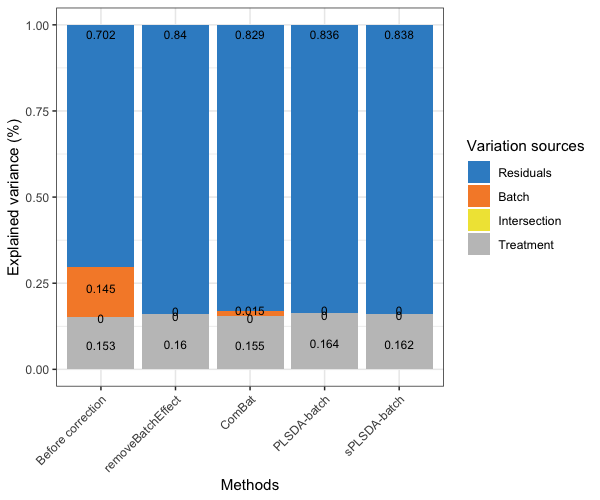 1.00
0.75
0.50
0.25
0.00
Explained variance (%)
0.702 0.84 0.829 0.836 0.838
0.145 0 0.015 0 0
0 0 0 0 0
0.153 0.16 0.155 0.164 0.162
Before correction
removeBatchEffect
ComBat
PLSDA-batch
sPLSDA-batch
Methods
Variation sources
Residuals
Batch
Intersection
Treatment